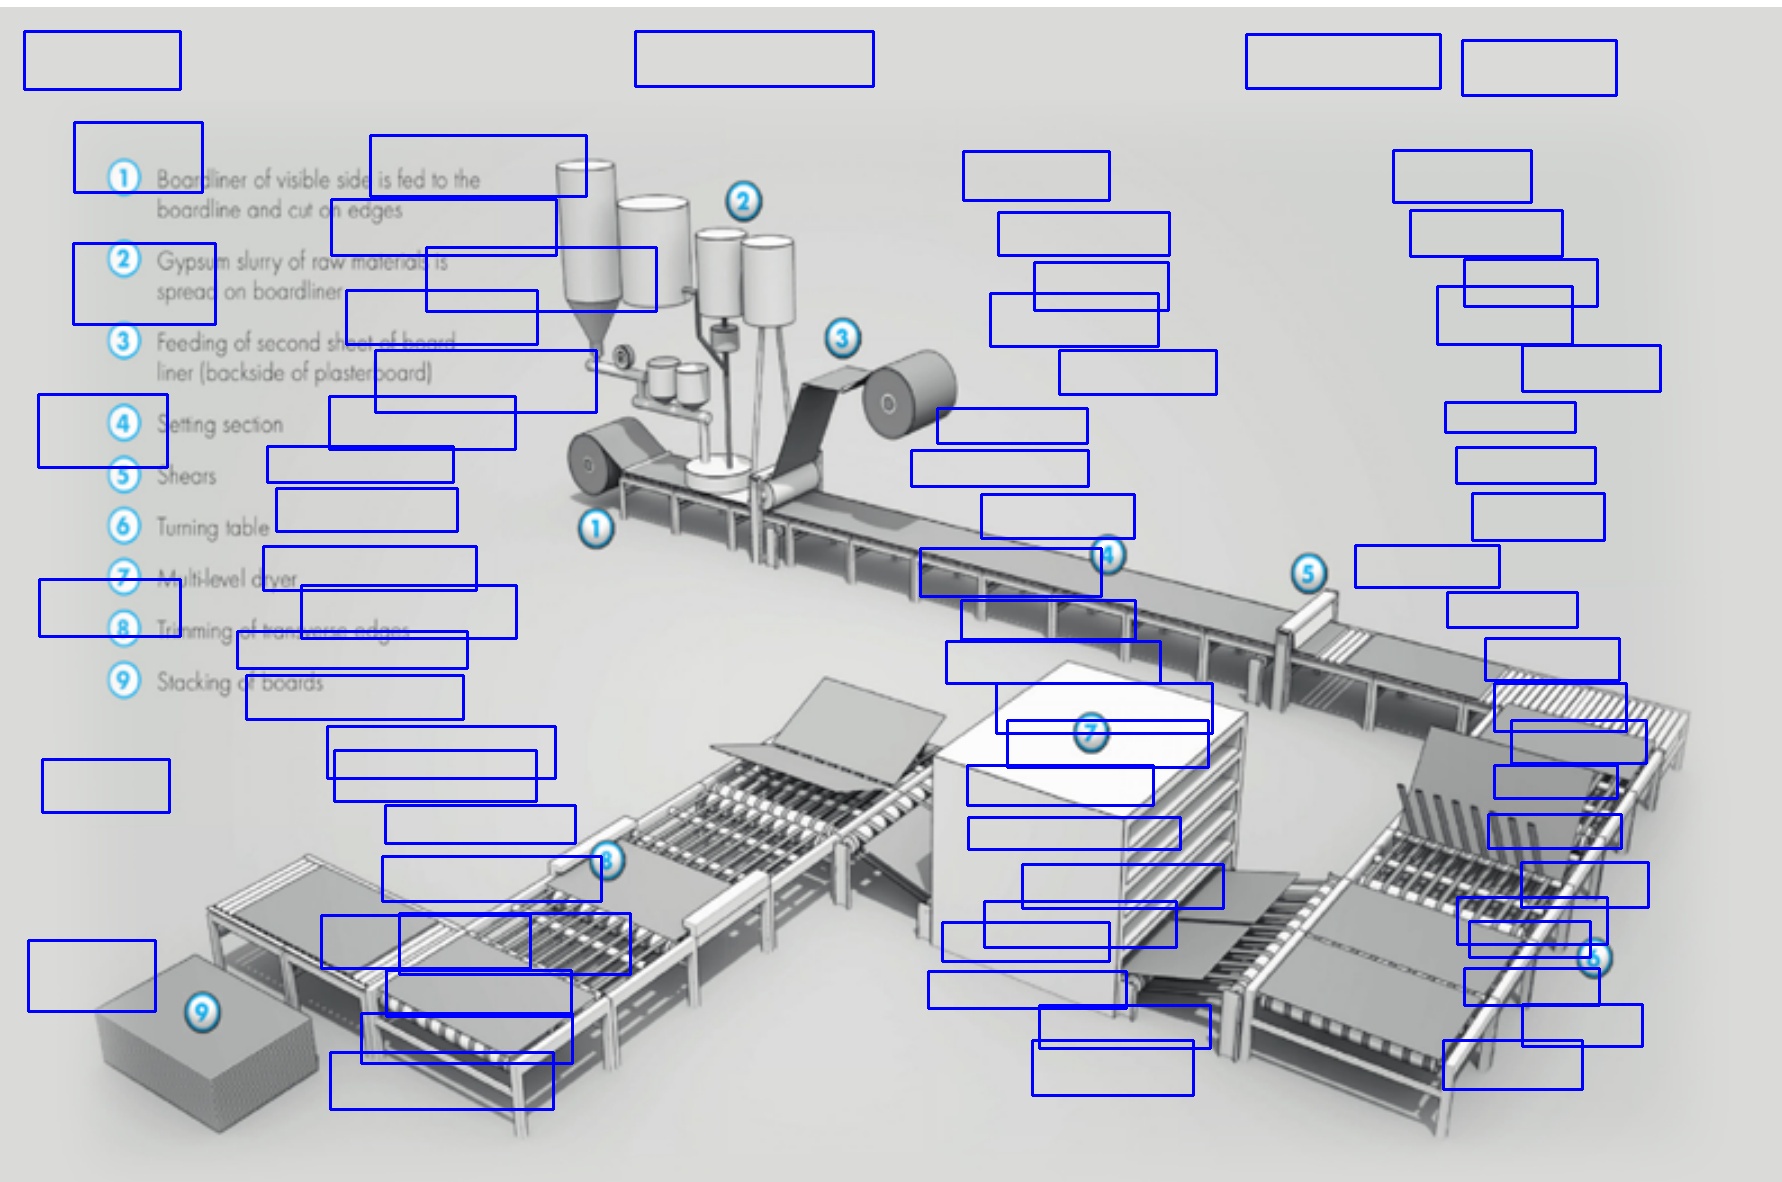 1 Boardliner of visible side is fed to the
boardline and cut on edges
2 Gypsum slurry of raw materials is
spread on boardliner
3 Feeding of second sheet of board
liner (backside of plasterboard)
4 Setting section
5 Shears
6 Turning table
7 Multi-level dryer
8 Trimming of transverse edges
9 Stacking of boards
2
3
1
4
5
7
8
6
9